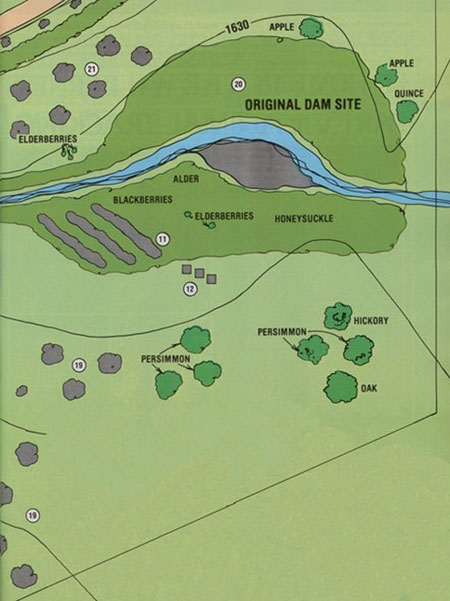 1630
APPLE
21
20
APPLE
ORIGINAL DAM SITE
QUINCE
ELDERBERRIES
ALDER
BLACKBERRIES
ELDERBERRIES
HONEYSUCKLE
11
12
HICKORY
PERSIMMON
PERSIMMON
19
OAK
19